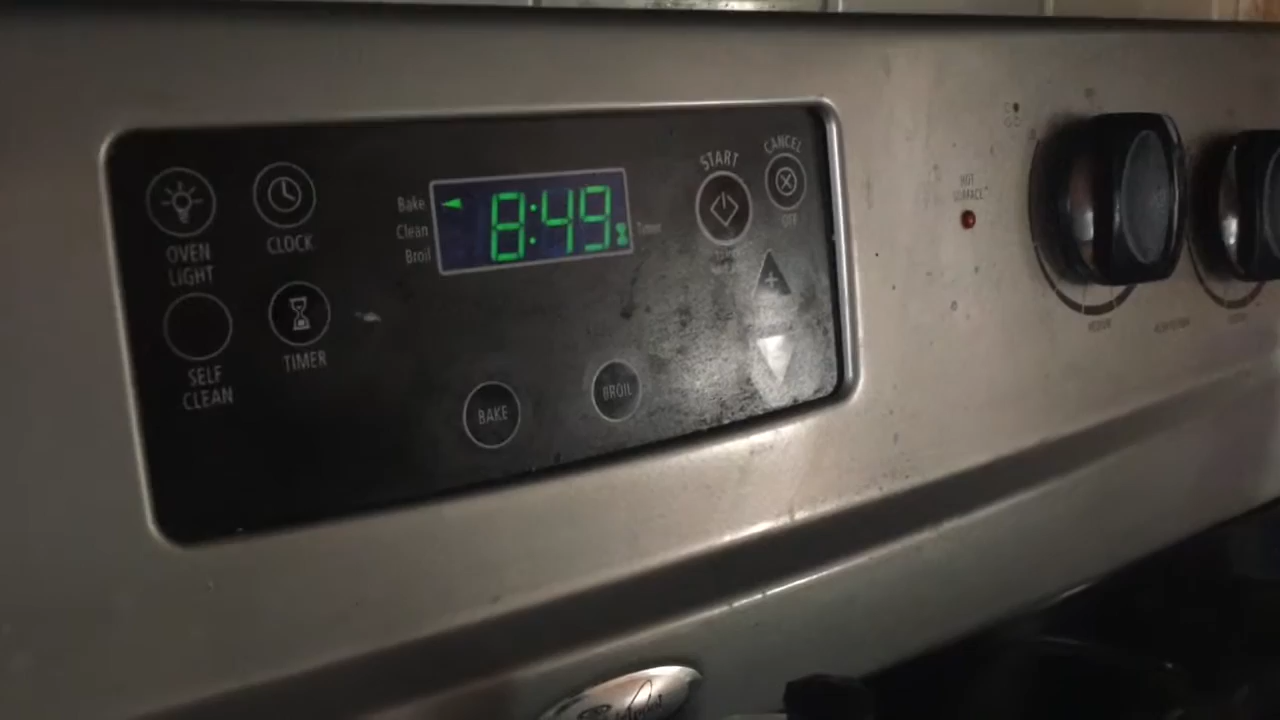 CANCEL
START
OFF
Bake
8:49
Clean
Timer
Broil
OVEN
LIGHT
CLOCK
HOT
SURFACE
SELF
CLEAN
TIMER
BAKE
BROIL
MEDIUM